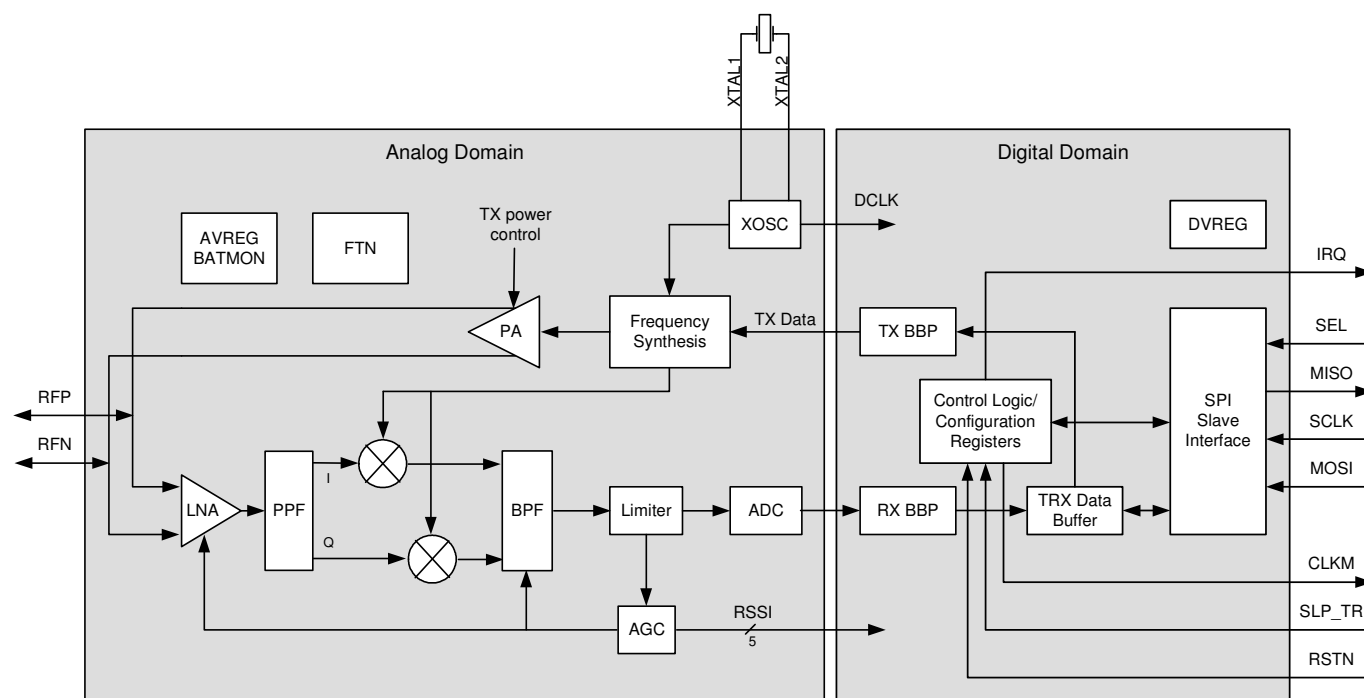 XTAL1
XTAL2
Analog Domain
Digital Domain
AVREG
BATMON
FTN
TX power
control
XOSC
DCLK
DVREG
IRQ
PA
Frequency
Synthesis
TX Data
TX BBP
SEL
MISO
RFP
RFN
Control Logic/
Configuration
Registers
SPI
Slave
Interface
SCLK
MOSI
LNA
PPF
I
Q
BPF
Limiter
ADC
RX BBP
TRX Data
Buffer
CLKM
AGC
RSSI
5
SLP_TR
RSTN